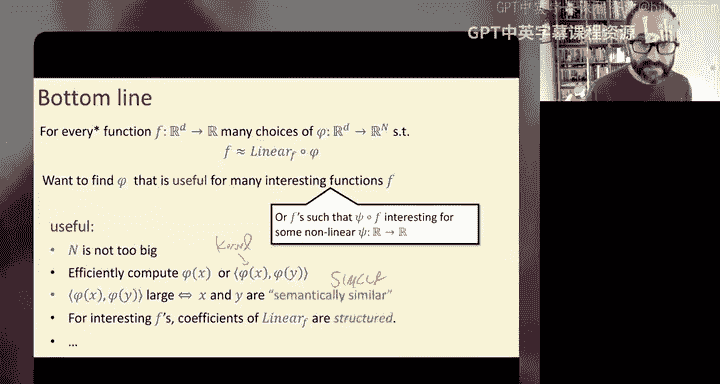 GPT中英字幕课程资源
Bottom line
For every* function f: ℝᵈ → ℝ many choices of φ: ℝᵈ → ℝᴺ s.t.
f ≈ Linear_f ∘ φ
Want to find φ that is useful for many interesting functions f
Or f's such that ψ ∘ f interesting for
some non-linear ψ: ℝ → ℝ
useful:
• N is not too big
Kernel
• Efficiently compute φ(x) or ⟨φ(x), φ(y)⟩
SIMCLR
• ⟨φ(x), φ(y)⟩ large ⇔ x and y are "semantically similar"
• For interesting f's, coefficients of Linear_f are structured.
• ...